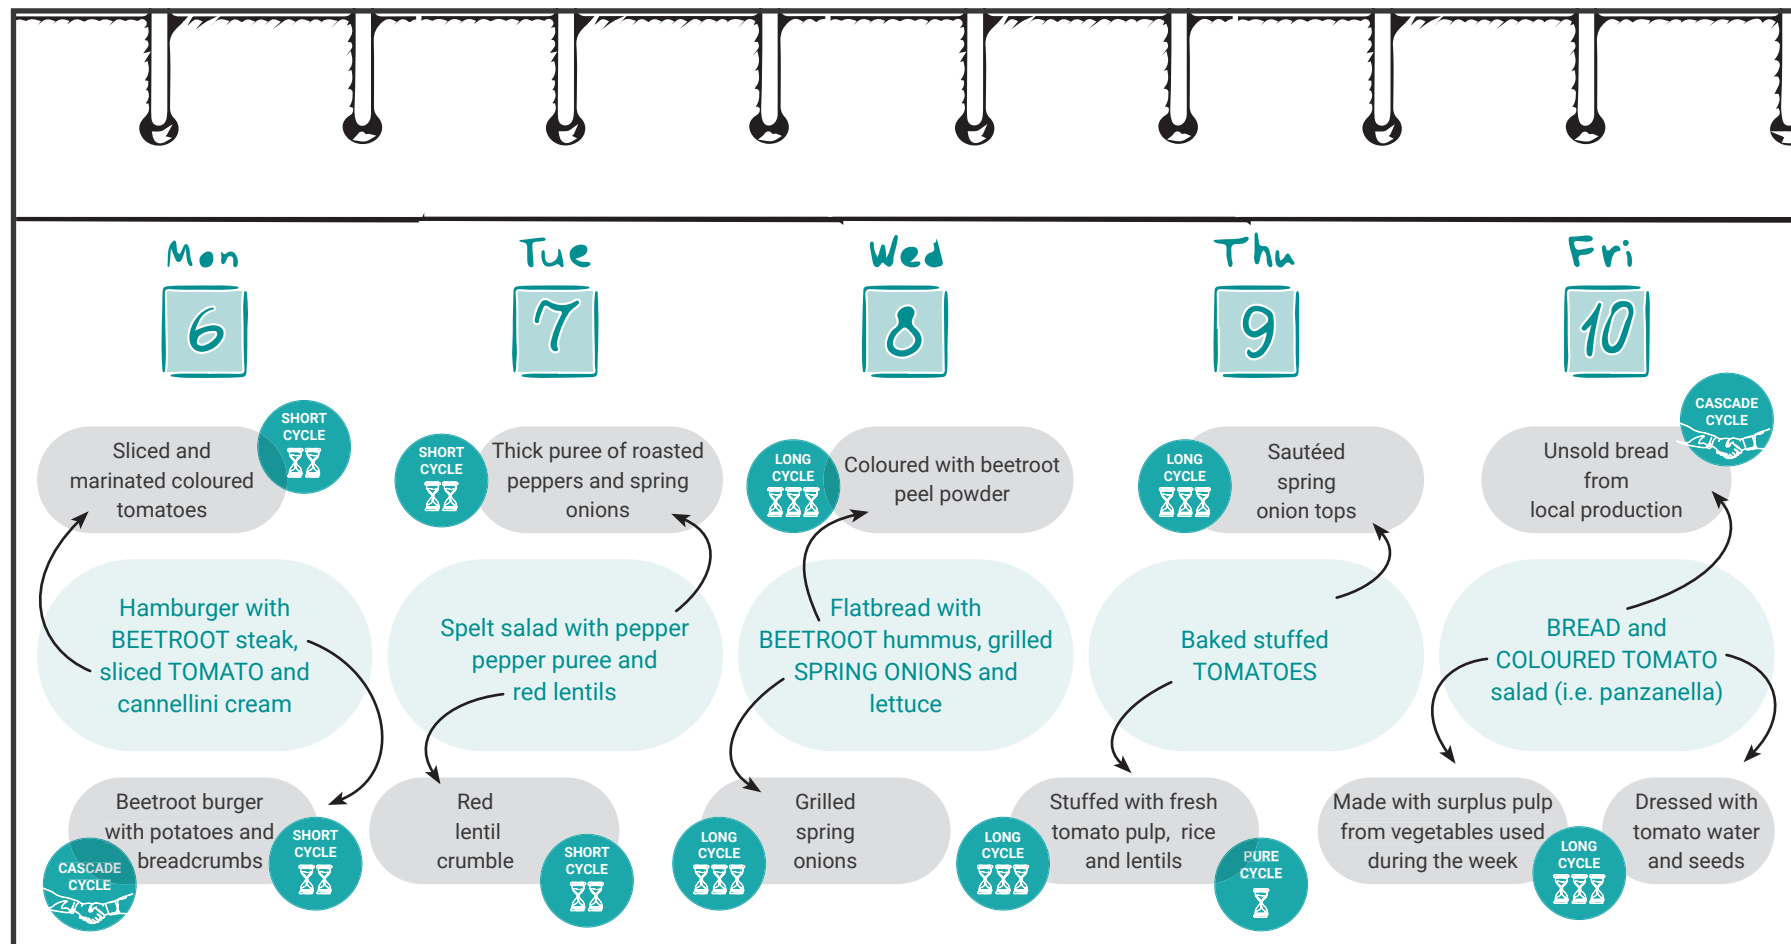 Mon
6
SHORT
CYCLE
Sliced and
marinated coloured
tomatoes
Hamburger with
BEETROOT steak,
sliced TOMATO and
cannellini cream
Beetroot burger
with potatoes and
breadcrumbs
CASCADE
CYCLE
SHORT
CYCLE
Tue
7
SHORT
CYCLE
Thick puree of roasted
peppers and spring
onions
Spelt salad with pepper
pepper puree and
red lentils
Red
lentil
crumble
SHORT
CYCLE
Wed
8
LONG
CYCLE
Coloured with beetroot
peel powder
Flatbread with
BEETROOT hummus, grilled
SPRING ONIONS and
lettuce
Grilled
spring
onions
LONG
CYCLE
Thu
9
LONG
CYCLE
Sautéed
spring
onion tops
Baked stuffed
TOMATOES
Stuffed with fresh
tomato pulp, rice
and lentils
LONG
CYCLE
PURE
CYCLE
Fri
10
CASCADE
CYCLE
Unsold bread
from
local production
BREAD and
COLOURED TOMATO
salad (i.e. panzanella)
Made with surplus pulp
from vegetables used
during the week
LONG
CYCLE
Dressed with
tomato water
and seeds